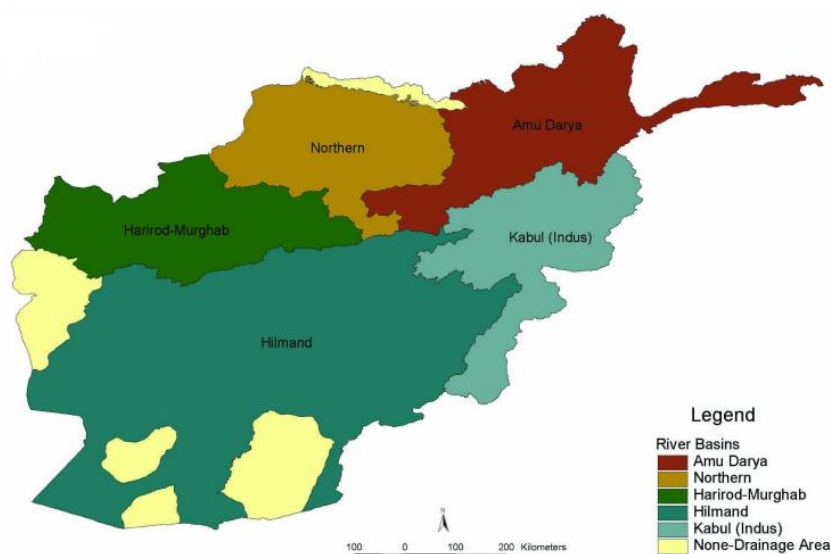 Amu Darya
Northern
Harirod-Murghab
Kabul (Indus)
Hilmand
Legend
River Basins
Amu Darya
Northern
Harirod-Murghab
Hilmand
Kabul (Indus)
None-Drainage Area
N
100 0 100 200 Kilometers